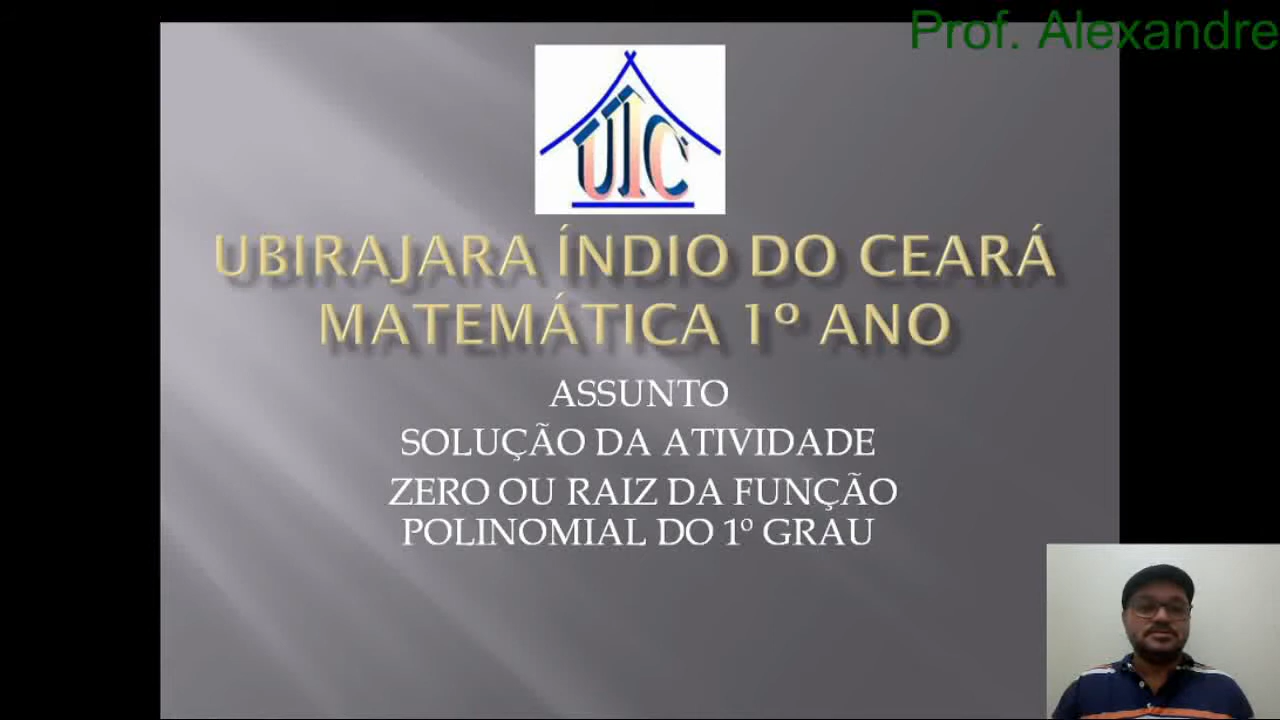 Prof. Alexandre
UIC
UBIRAJARA ÍNDIO DO CEARÁ
MATEMÁTICA 1º ANO
ASSUNTO
SOLUÇÃO DA ATIVIDADE
ZERO OU RAIZ DA FUNÇÃO
POLINOMIAL DO 1º GRAU